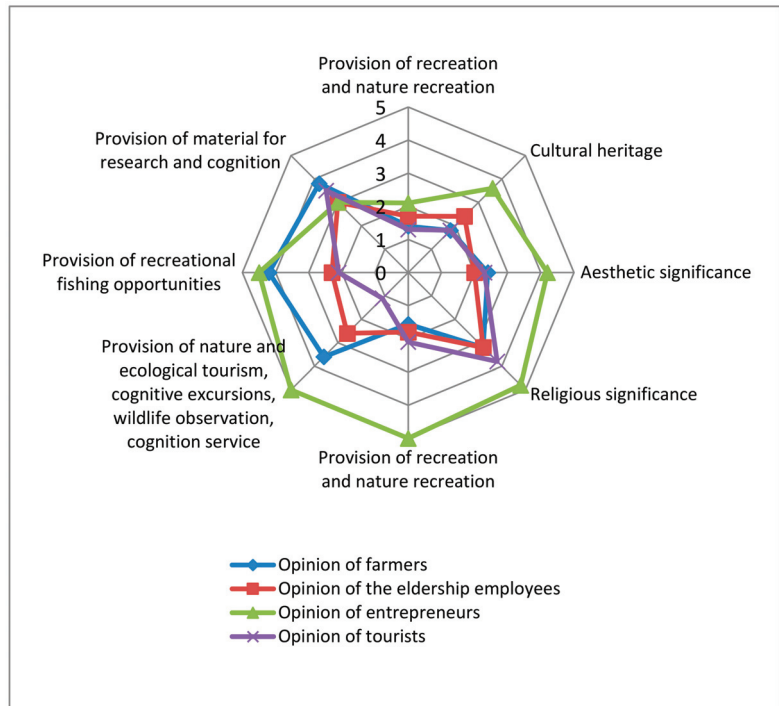 Provision of recreation
and nature recreation
5
4
3
2
1
0
Cultural heritage
Aesthetic significance
Religious significance
Provision of recreation
and nature recreation
Provision of nature and
ecological tourism,
cognitive excursions,
wildlife observation,
cognition service
Provision of recreational
fishing opportunities
Provision of material for
research and cognition
Opinion of farmers
Opinion of the eldership employees
Opinion of entrepreneurs
Opinion of tourists